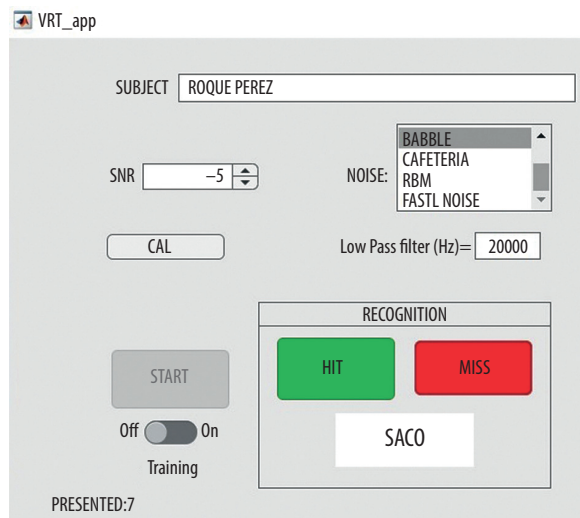 VRT_app
SUBJECT ROQUE PEREZ
SNR −5
NOISE:
BABBLE
CAFETERIA
RBM
FASTL NOISE
CAL
Low Pass filter (Hz)= 20000
RECOGNITION
START
HIT
MISS
Off On
SACO
Training
PRESENTED:7